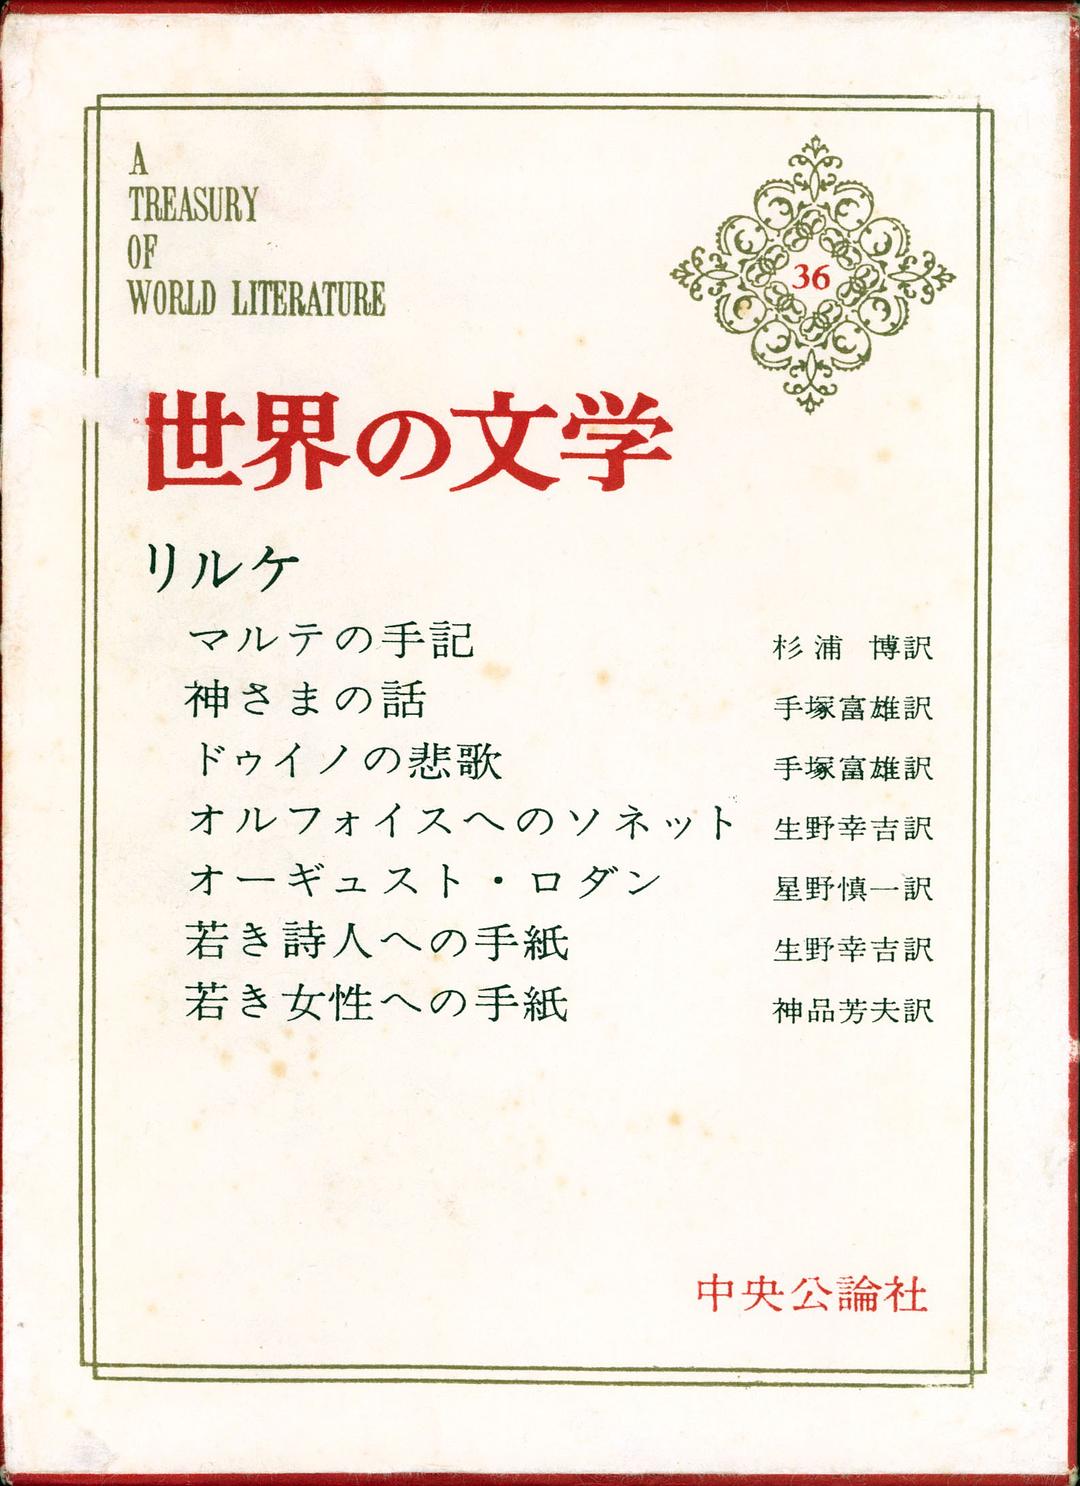 A
TREASURY
OF
WORLD LITERATURE
36
世界の文学
リルケ
マルテの手記 杉浦 博訳
神さまの話 手塚富雄訳
ドゥイノの悲歌 手塚富雄訳
オルフォイスへのソネット 生野幸吉訳
オーギュスト・ロダン 星野慎一訳
若き詩人への手紙 生野幸吉訳
若き女性への手紙 神品芳夫訳
中央公論社